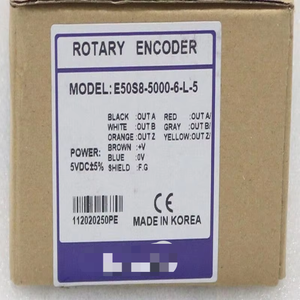 ROTARY ENCODER
MODEL:E50S8-5000-6-L-5
BLACK :OUT A RED :OUT A/
WHITE :OUT B GRAY :OUT B/
ORANGE :OUT Z YELLOW:OUT Z/
POWER: BROWN :+V
5VDC±5% BLUE :0V
SHIELD :F.G
112020250PE
CE
MADE IN KOREA